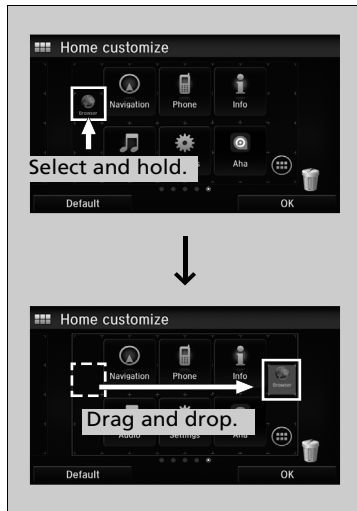 Home customize
Browser
Navigation
Phone
Info
Aha
Select and hold.
Default
OK
Home customize
Navigation
Phone
Info
Browser
Drag and drop.
Audio
Settings
Aha
Default
OK